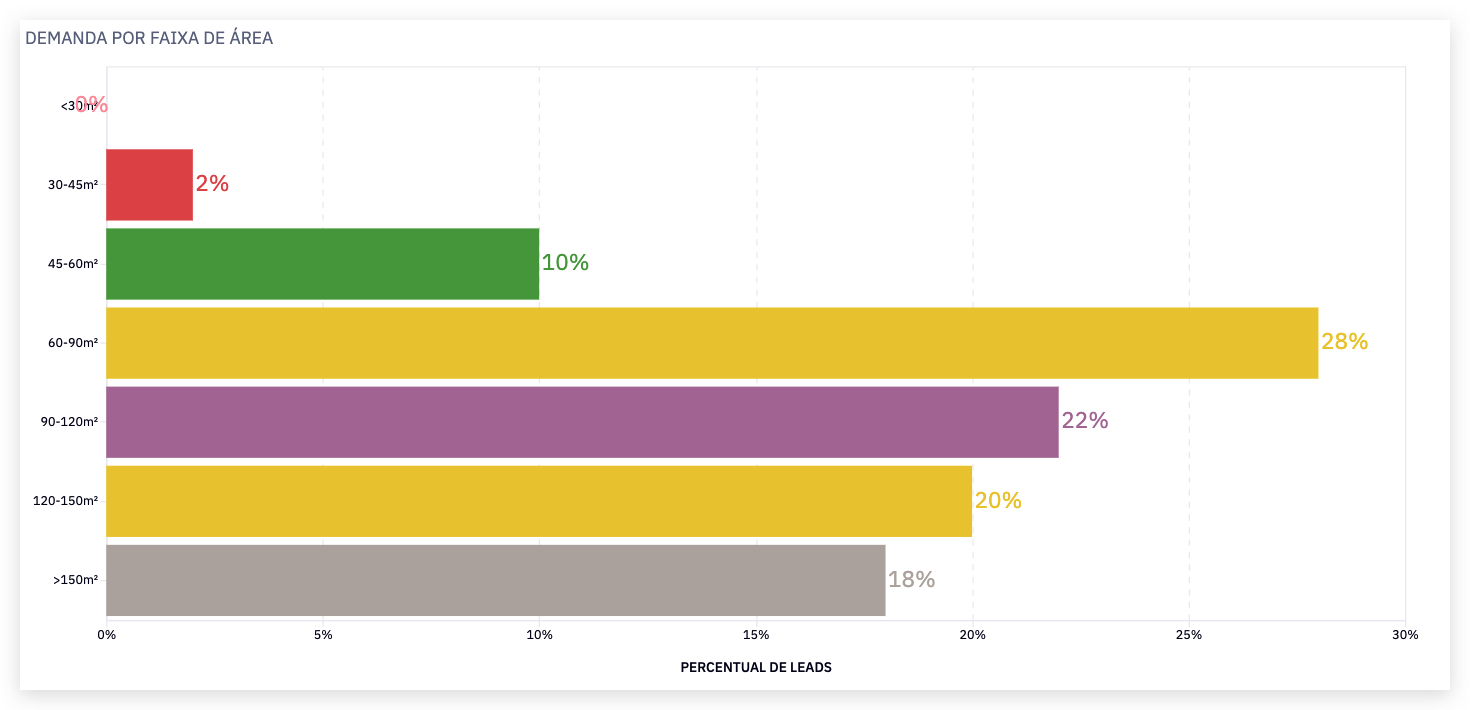 DEMANDA POR FAIXA DE ÁREA
<30m² 0%
30-45m² 2%
45-60m² 10%
60-90m² 28%
90-120m² 22%
120-150m² 20%
>150m² 18%
0% 5% 10% 15% 20% 25% 30%
PERCENTUAL DE LEADS